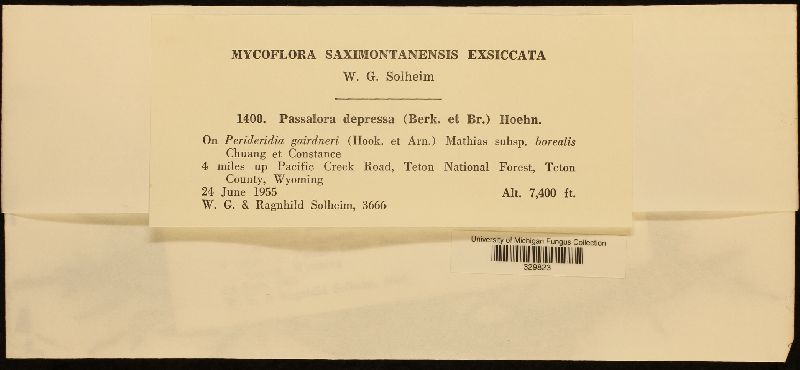 MYCOFLORA SAXIMONTANENSIS EXSICCATA
W. G. Solheim
1400. Passalora depressa (Berk. et Br.) Hoehn.
On Perideridia gairdneri (Hook. et Arn.) Mathias subsp. borealis
Chuang et Constance
4 miles up Pacific Creek Road, Teton National Forest, Teton
County, Wyoming
24 June 1955 Alt. 7,400 ft.
W. G. & Ragnhild Solheim, 3666
University of Michigan Fungus Collection
329823